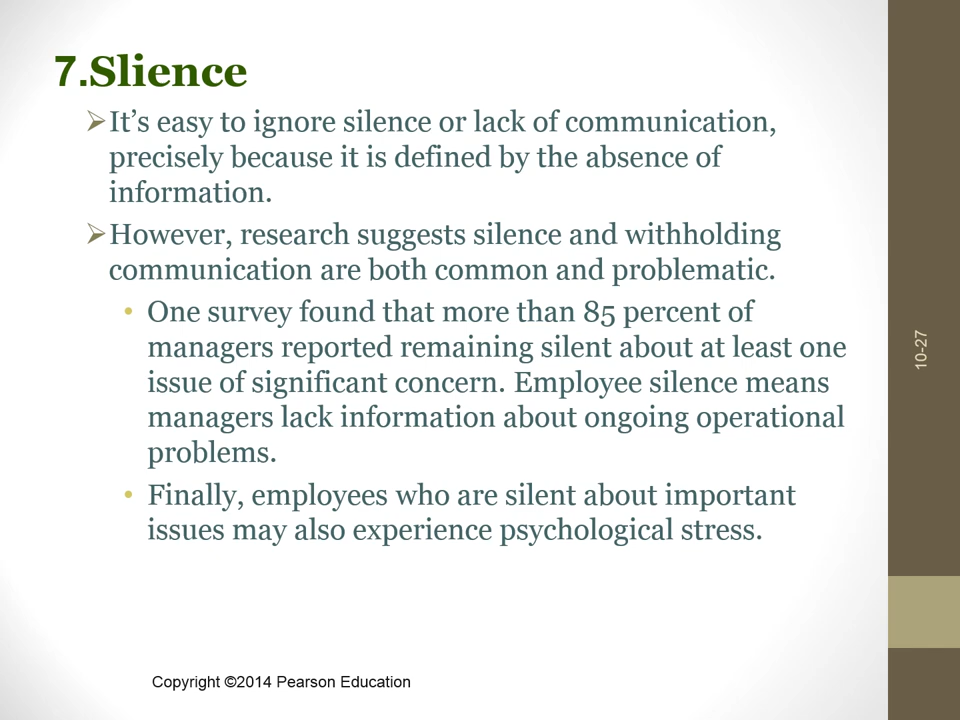 7.Slience
➢It’s easy to ignore silence or lack of communication,
precisely because it is defined by the absence of
information.
➢However, research suggests silence and withholding
communication are both common and problematic.
• One survey found that more than 85 percent of
managers reported remaining silent about at least one
issue of significant concern. Employee silence means
managers lack information about ongoing operational
problems.
• Finally, employees who are silent about important
issues may also experience psychological stress.
10-27
Copyright ©2014 Pearson Education